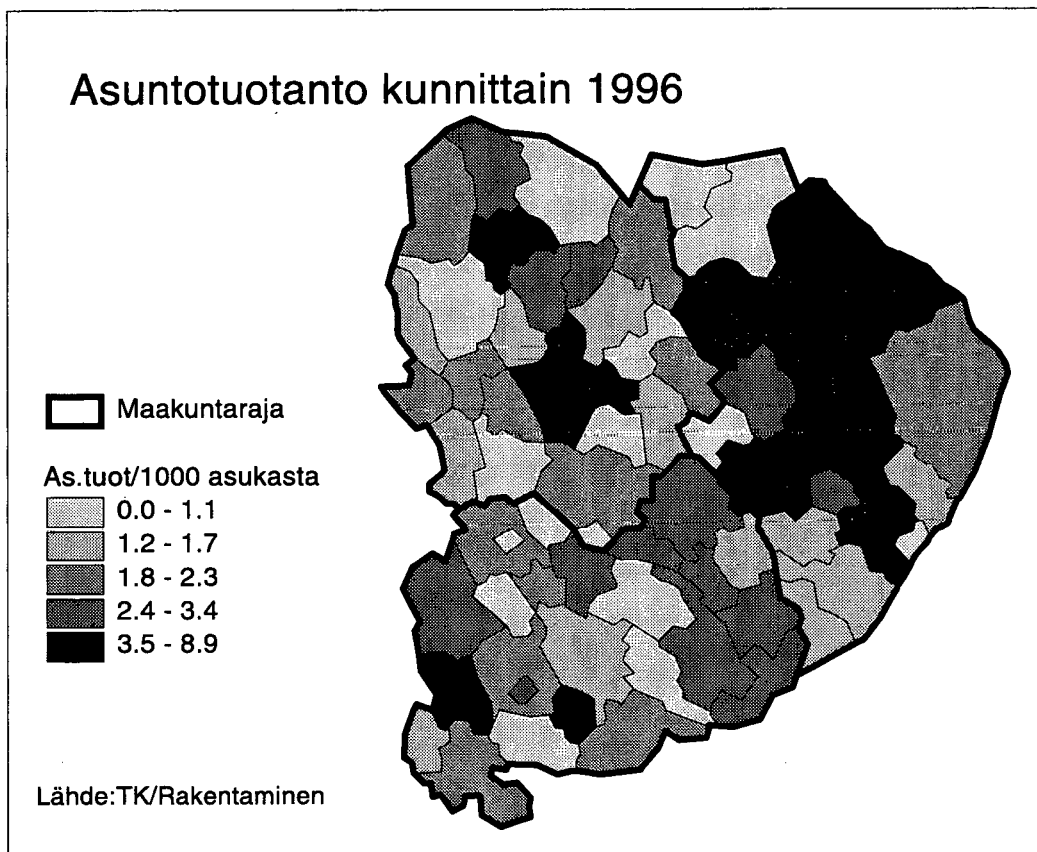 Asuntotuotanto kunnittain 1996
Maakuntaraja
As.tuot/1000 asukasta
0.0 - 1.1
1.2 - 1.7
1.8 - 2.3
2.4 - 3.4
3.5 - 8.9
Lähde:TK/Rakentaminen